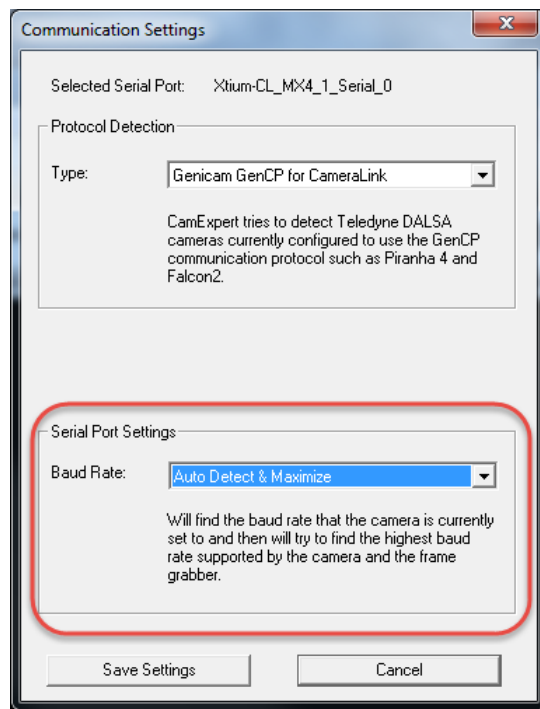 Communication Settings
Selected Serial Port: Xtium-CL_MX4_1_Serial_0
Protocol Detection
Type: Genicam GenCP for CameraLink
CamExpert tries to detect Teledyne DALSA
cameras currently configured to use the GenCP
communication protocol such as Piranha 4 and
Falcon2.
Serial Port Settings
Baud Rate: Auto Detect & Maximize
Will find the baud rate that the camera is currently
set to and then will try to find the highest baud
rate supported by the camera and the frame
grabber.
Save Settings Cancel